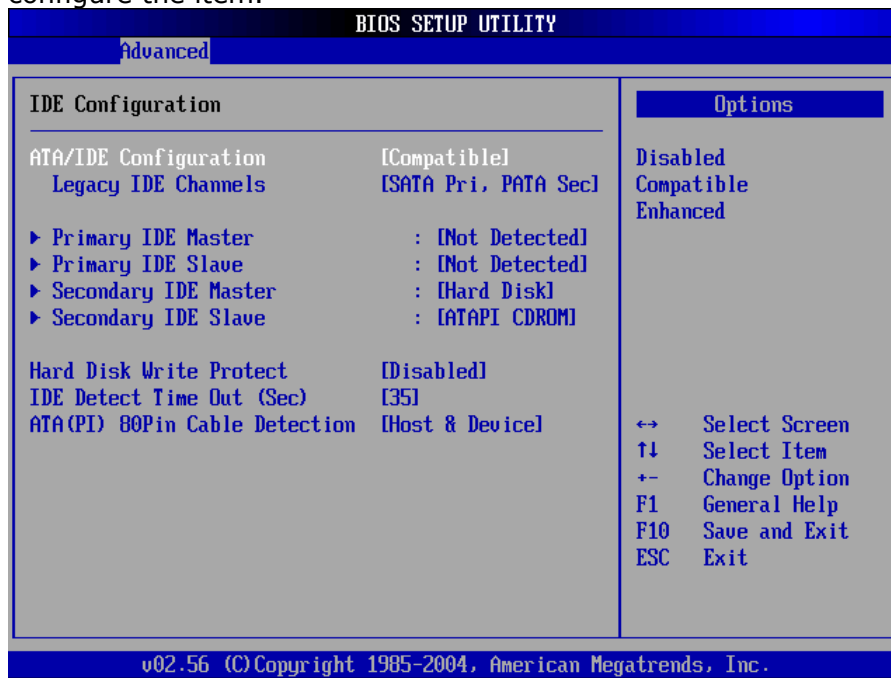 configure the item.
BIOS SETUP UTILITY
Advanced
IDE Configuration
ATA/IDE Configuration [Compatible]
Legacy IDE Channels [SATA Pri, PATA Sec]
▶ Primary IDE Master : [Not Detected]
▶ Primary IDE Slave : [Not Detected]
▶ Secondary IDE Master : [Hard Disk]
▶ Secondary IDE Slave : [ATAPI CDROM]
Hard Disk Write Protect [Disabled]
IDE Detect Time Out (Sec) [35]
ATA(PI) 80Pin Cable Detection [Host & Device]
Options
Disabled
Compatible
Enhanced
↔ Select Screen
↑↓ Select Item
+- Change Option
F1 General Help
F10 Save and Exit
ESC Exit
v02.56 (C)Copyright 1985-2004, American Megatrends, Inc.